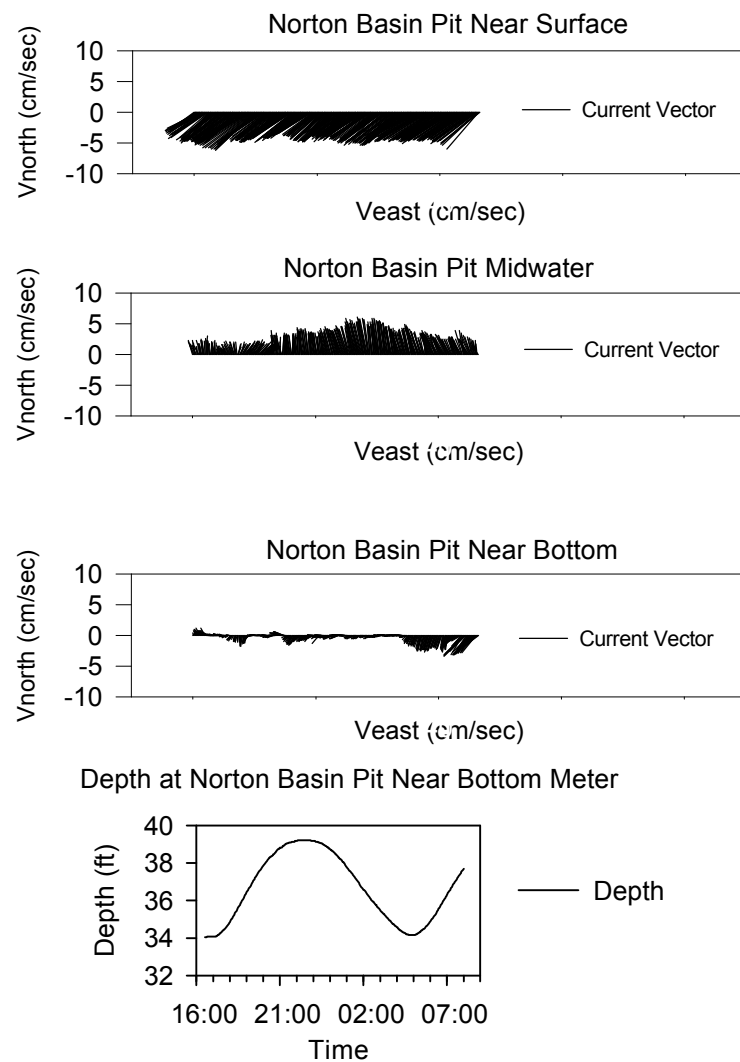 Norton Basin Pit Near Surface
10
5
0
-5
-10
Vnorth (cm/sec)
Current Vector
Veast (cm/sec)
Norton Basin Pit Midwater
10
5
0
-5
-10
Vnorth (cm/sec)
Current Vector
Veast (cm/sec)
Norton Basin Pit Near Bottom
10
5
0
-5
-10
Vnorth (cm/sec)
Current Vector
Veast (cm/sec)
Depth at Norton Basin Pit Near Bottom Meter
40
38
36
34
32
Depth (ft)
Depth
16:00 21:00 02:00 07:00
Time